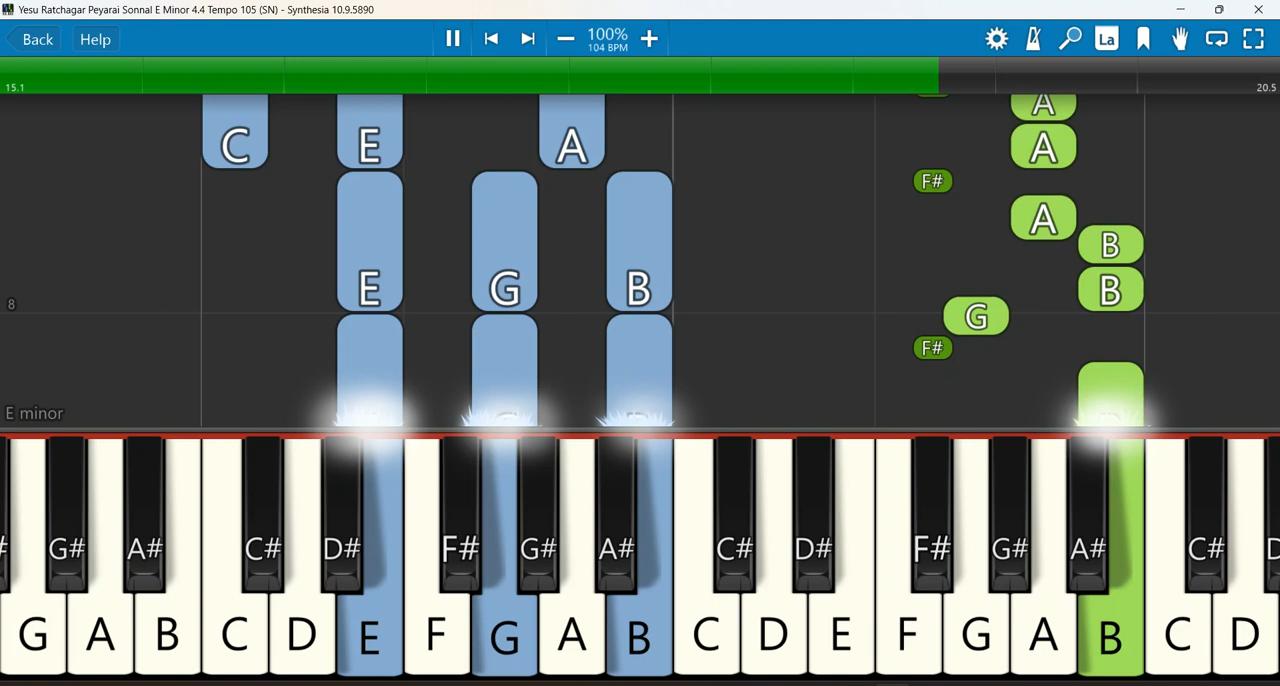 Yesu Ratchagar Peyarai Sonnal E Minor 4.4 Tempo 105 (SN) - Synthesia 10.9.5890
Back Help 100% La
104 BPM
15.1 20.5
A
C E A A
F#
A
B
E G B B
8
G
F#
E minor
G# A# C# D# F# G# A# C# D# F# G# A# C#
G A B C D E F G A B C D E F G A B C D